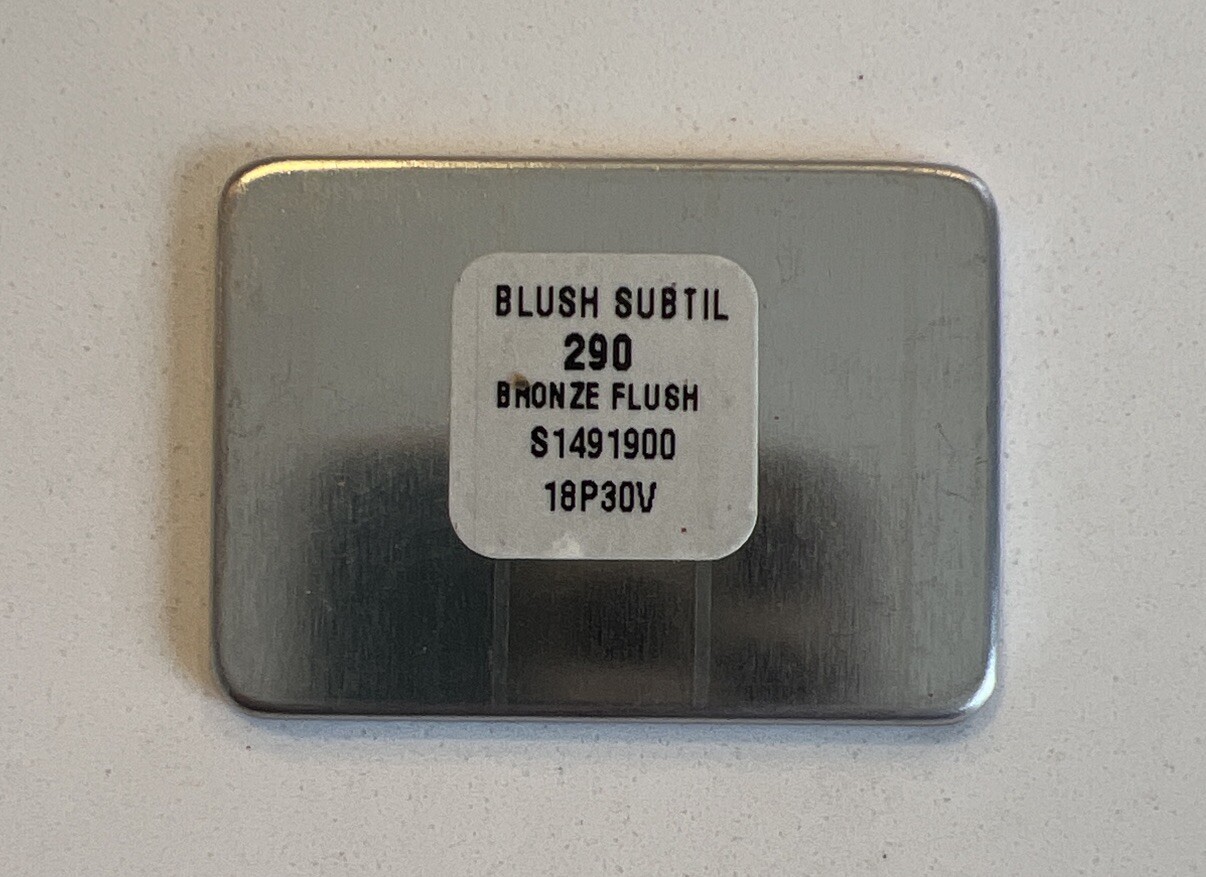 BLUSH SUBTIL
290
BRONZE FLUSH
S1491900
18P30V